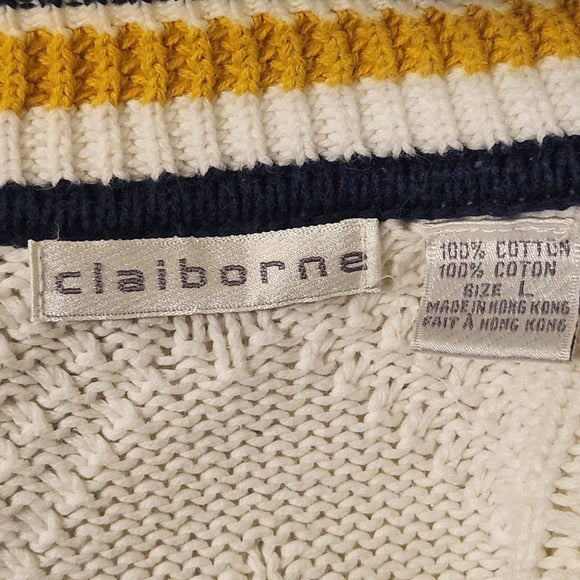 claiborne
100% COTTON
100% COTON
SIZE L
MADE IN HONG KONG
FAIT À HONG KONG